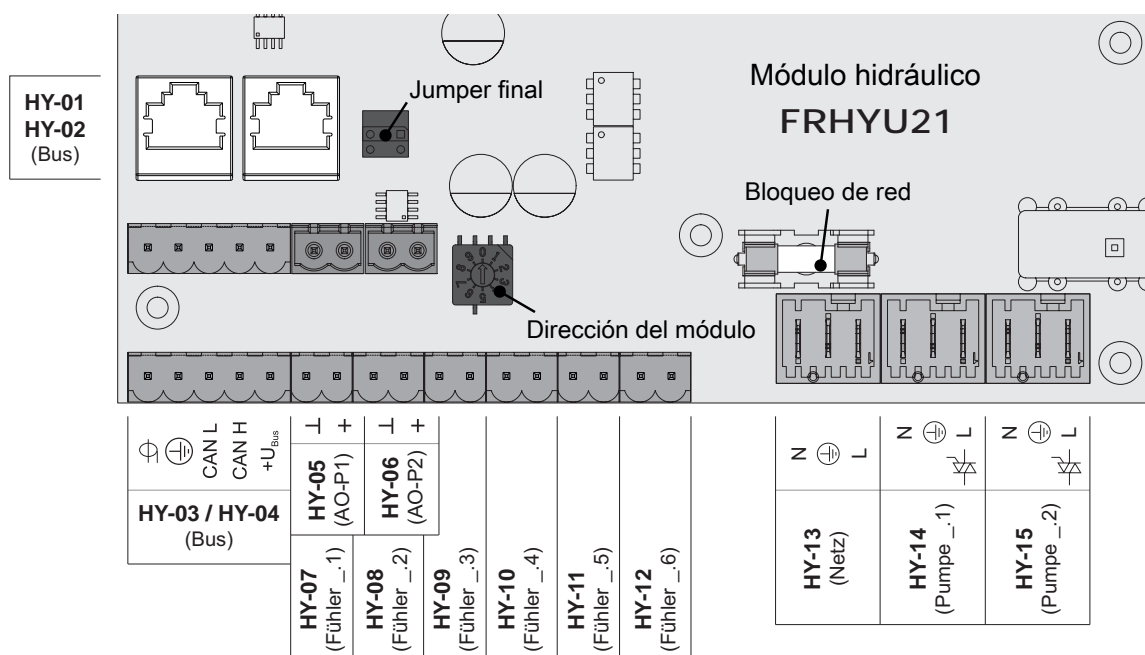 HY-01
HY-02
(Bus)
Jumper final
Módulo hidráulico
FRHYU21
Bloqueo de red
Dirección del módulo
CAN L
CAN H
+U Bus
HY-03 / HY-04
(Bus)
⊥ +
HY-05
(AO-P1)
⊥ +
HY-06
(AO-P2)
HY-07
(Fühler _.1)
HY-08
(Fühler _.2)
HY-09
(Fühler _.3)
HY-10
(Fühler _.4)
HY-11
(Fühler _.5)
HY-12
(Fühler _.6)
N L
HY-13
(Netz)
N L
HY-14
(Pumpe _.1)
N L
HY-15
(Pumpe _.2)